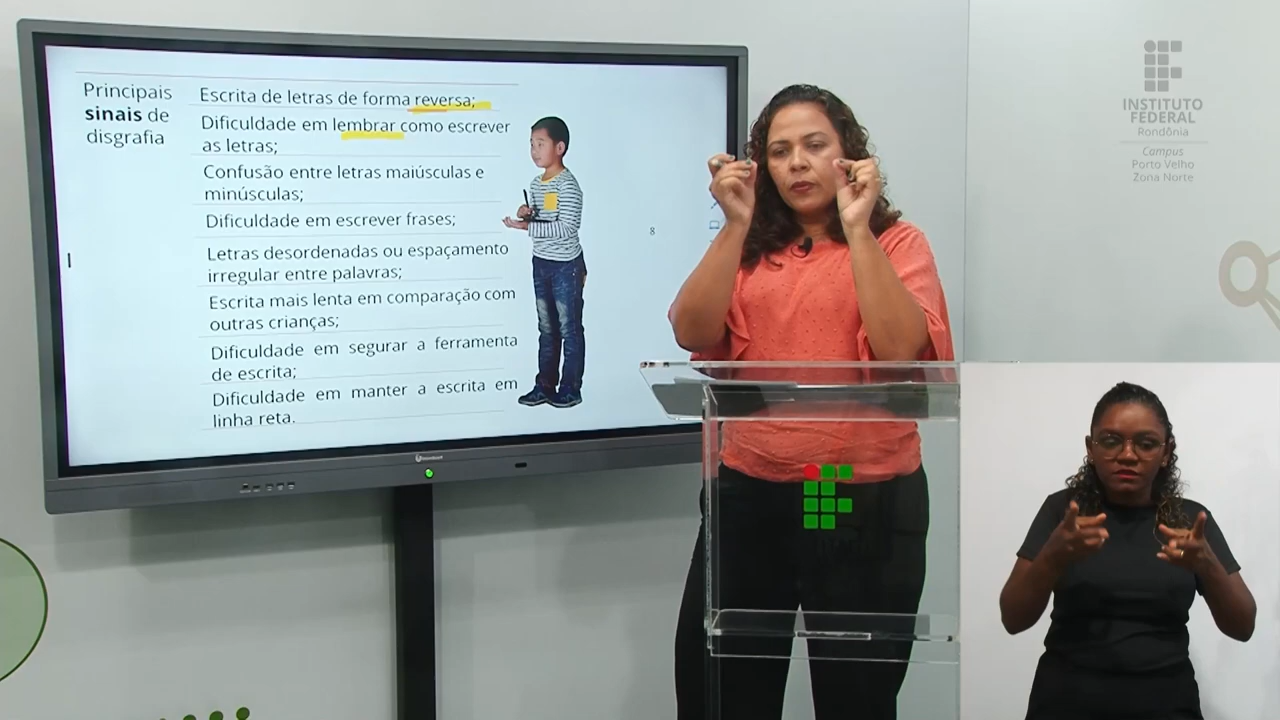 Principais
sinais de
disgrafia
Escrita de letras de forma reversa;
Dificuldade em lembrar como escrever
as letras;
Confusão entre letras maiúsculas e
minúsculas;
Dificuldade em escrever frases;
Letras desordenadas ou espaçamento
irregular entre palavras;
Escrita mais lenta em comparação com
outras crianças;
Dificuldade em segurar a ferramenta
de escrita;
Dificuldade em manter a escrita em
linha reta.
8
INSTITUTO
FEDERAL
Rondônia
Campus
Porto Velho
Zona Norte